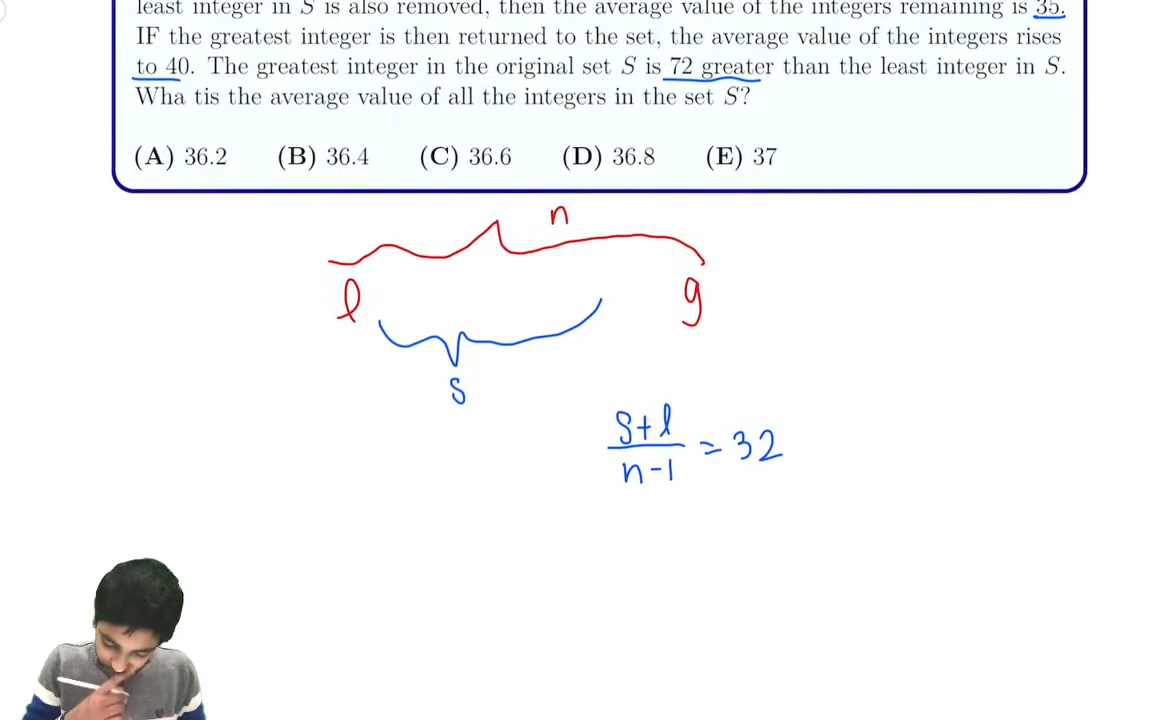 least integer in S is also removed, then the average value of the integers remaining is 35.
IF the greatest integer is then returned to the set, the average value of the integers rises
to 40. The greatest integer in the original set S is 72 greater than the least integer in S.
Wha tis the average value of all the integers in the set S?
(A) 36.2 (B) 36.4 (C) 36.6 (D) 36.8 (E) 37
n
l g
s
s+l
n-1 = 32